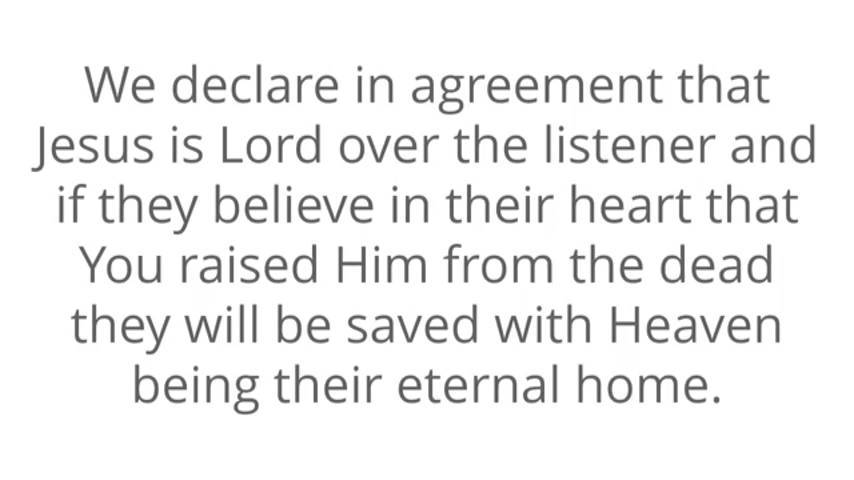 We declare in agreement that
Jesus is Lord over the listener and
if they believe in their heart that
You raised Him from the dead
they will be saved with Heaven
being their eternal home.